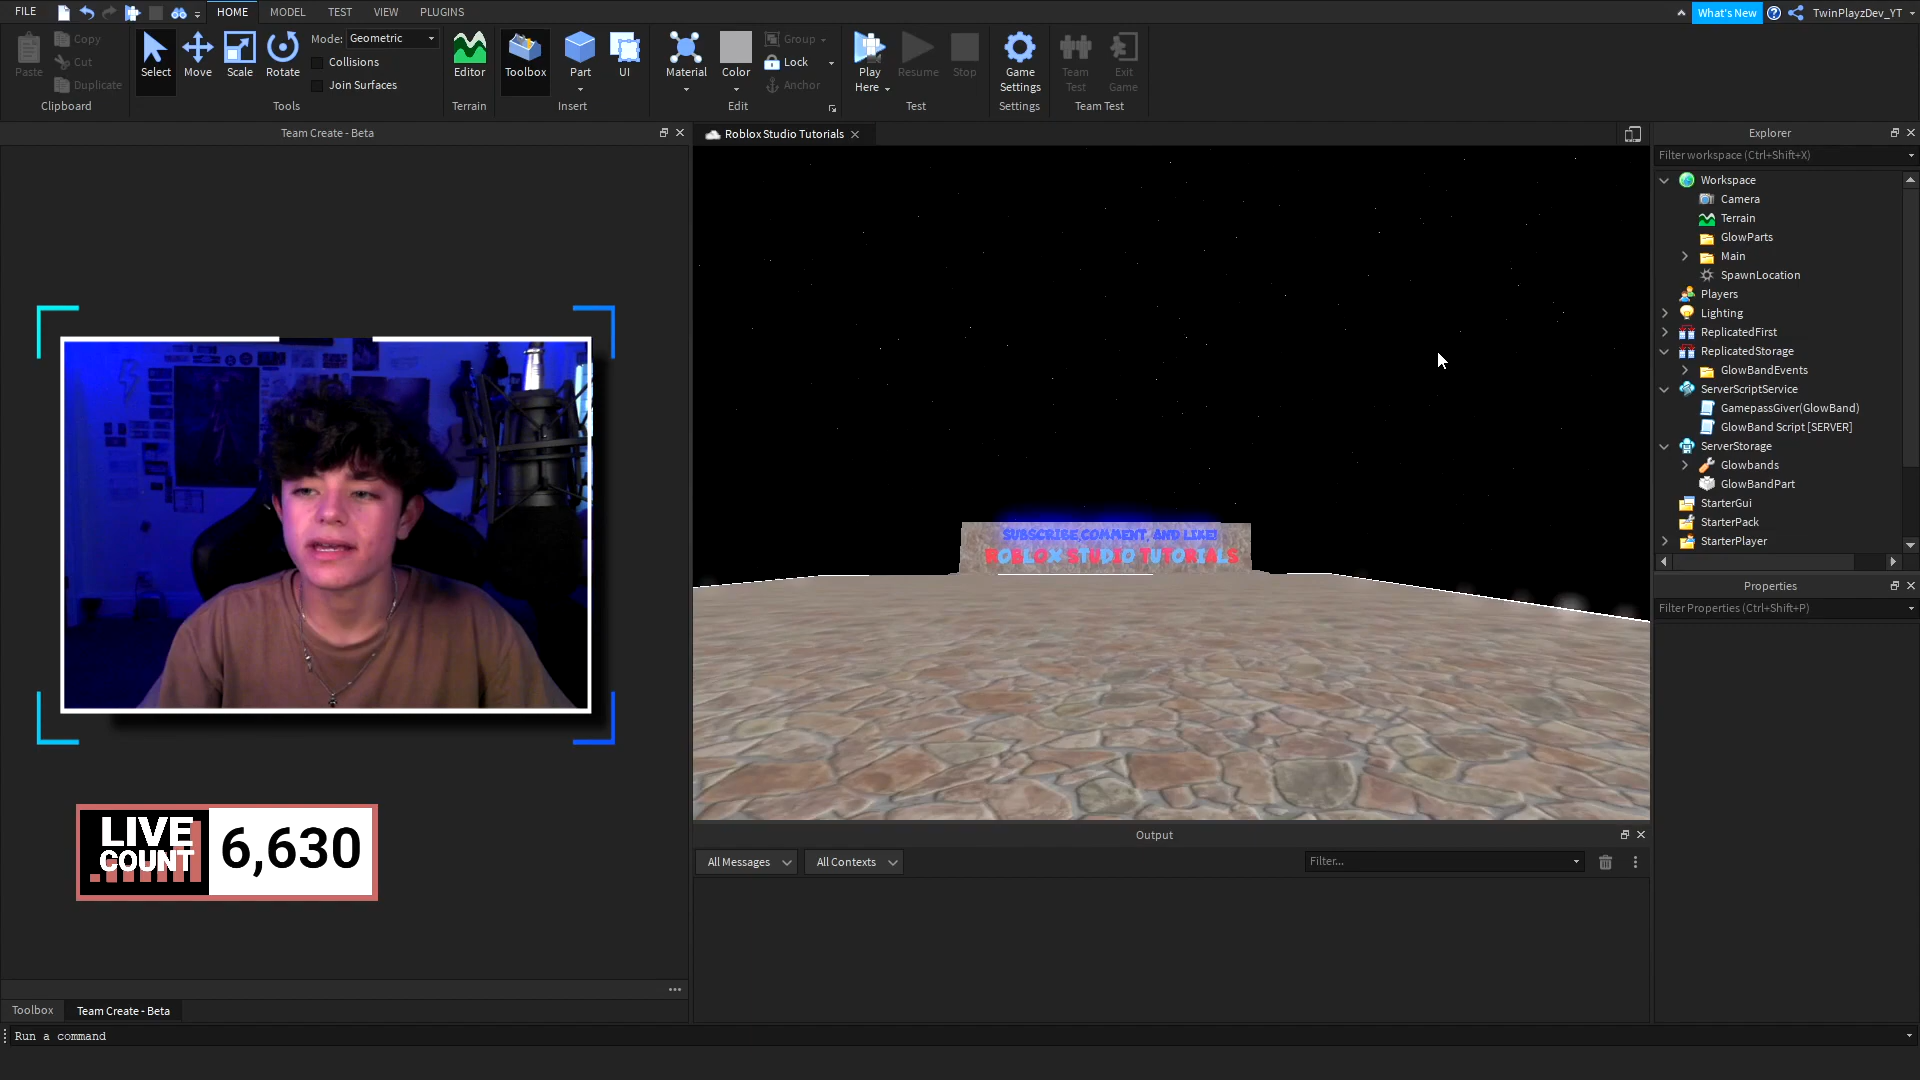 FILE
HOME
MODEL
TEST
VIEW
PLUGINS
What's New
TwinPlayzDev_YT
Paste
Copy
Cut
Duplicate
Clipboard
Select
Move
Scale
Rotate
Mode:
Geometric
Collisions
Join Surfaces
Tools
Editor
Terrain
Toolbox
Part
UI
Insert
Material
Color
Group
Lock
Anchor
Edit
Play
Here
Resume
Stop
Test
Game
Settings
Settings
Team
Test
Exit
Game
Team Test
Team Create - Beta
Roblox Studio Tutorials
SUBSCRIBE,COMMENT, AND LIKE!
ROBLOX STUDIO TUTORIALS
LIVE
COUNT
6,630
Toolbox
Team Create - Beta
Run a command
Output
All Messages
All Contexts
Filter...
Explorer
Filter workspace (Ctrl+Shift+X)
Workspace
Camera
Terrain
GlowParts
Main
SpawnLocation
Players
Lighting
ReplicatedFirst
ReplicatedStorage
GlowBandEvents
ServerScriptService
GamepassGiver(GlowBand)
GlowBand Script [SERVER]
ServerStorage
Glowbands
GlowBandPart
StarterGui
StarterPack
StarterPlayer
Properties
Filter Properties (Ctrl+Shift+P)